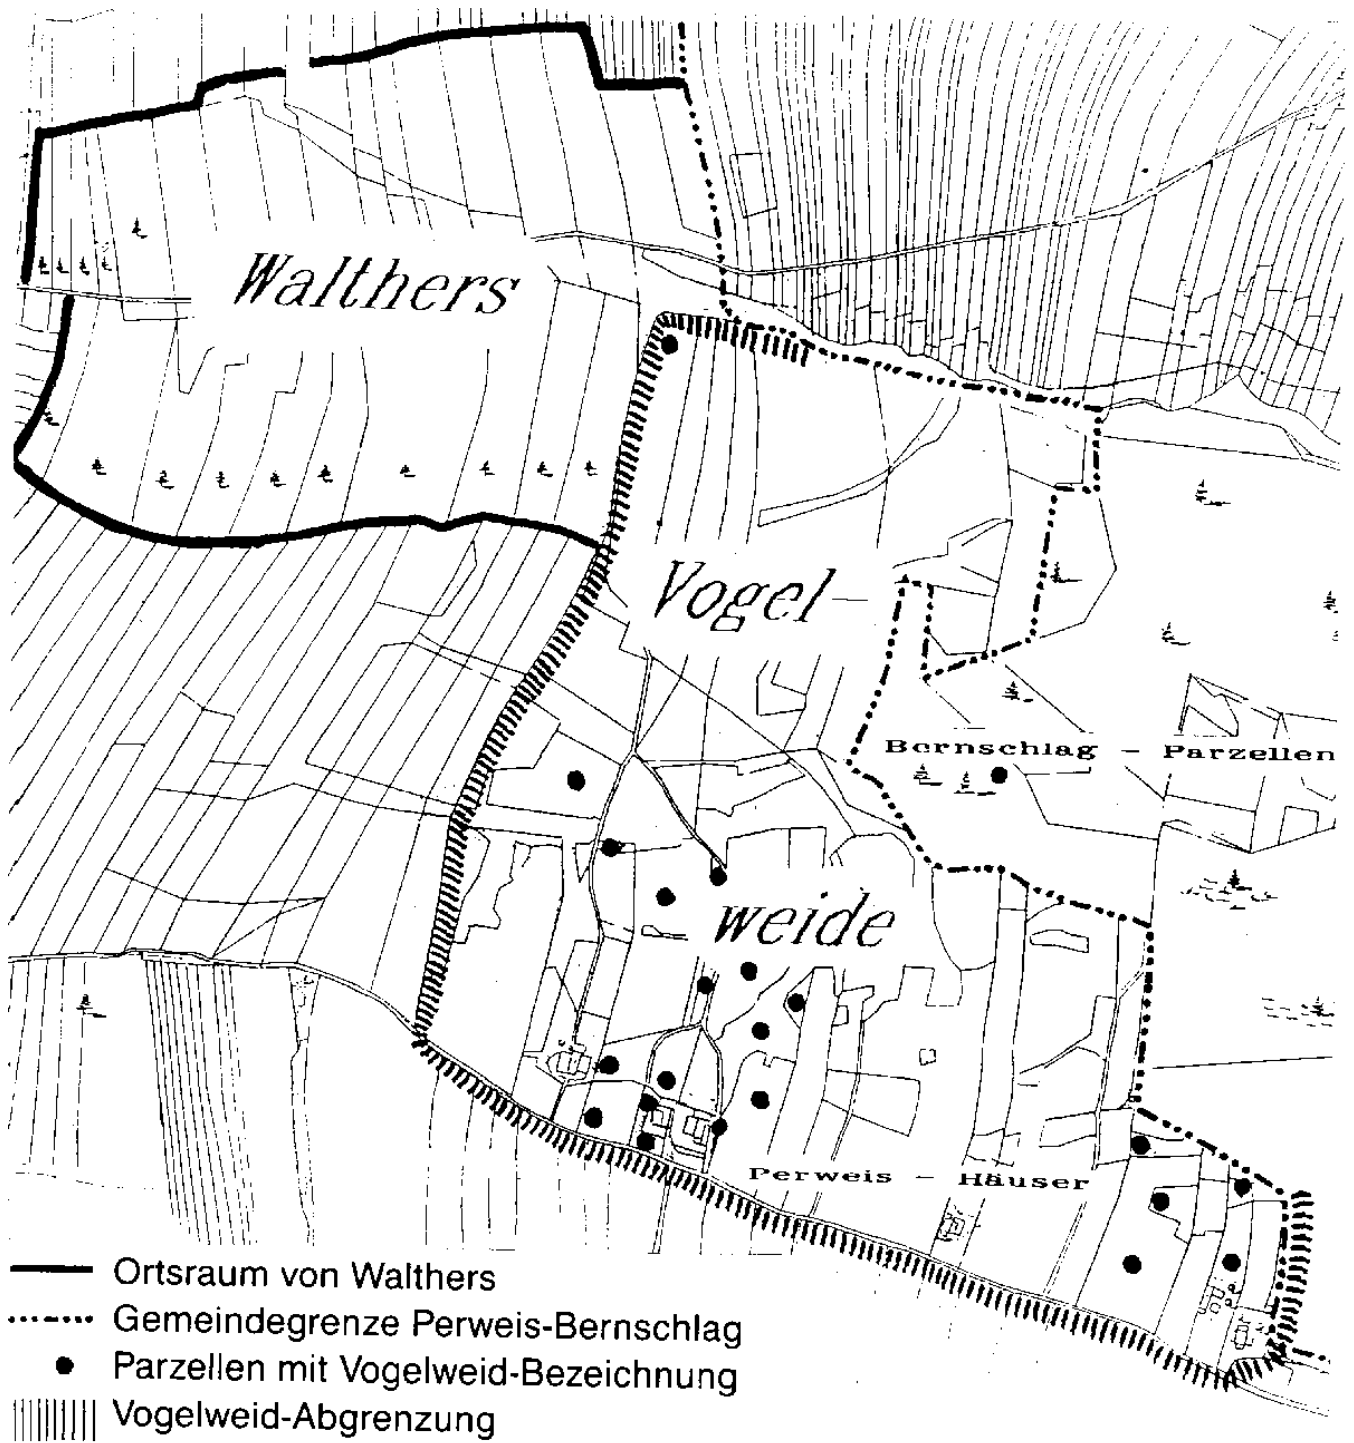 Walthers
Vogel-
Bernschlag - Parzellen
weide
Perweis - Häuser
Ortsraum von Walthers
Gemeindegrenze Perweis-Bernschlag
Parzellen mit Vogelweid-Bezeichnung
Vogelweid-Abgrenzung